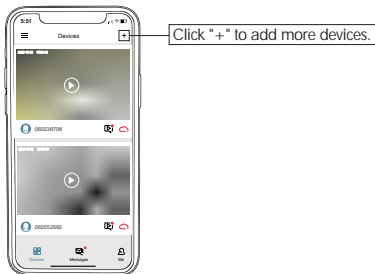 5:51
Devices
+
Click "+" to add more devices.
060238708
060552692
Devices
Messages
Me